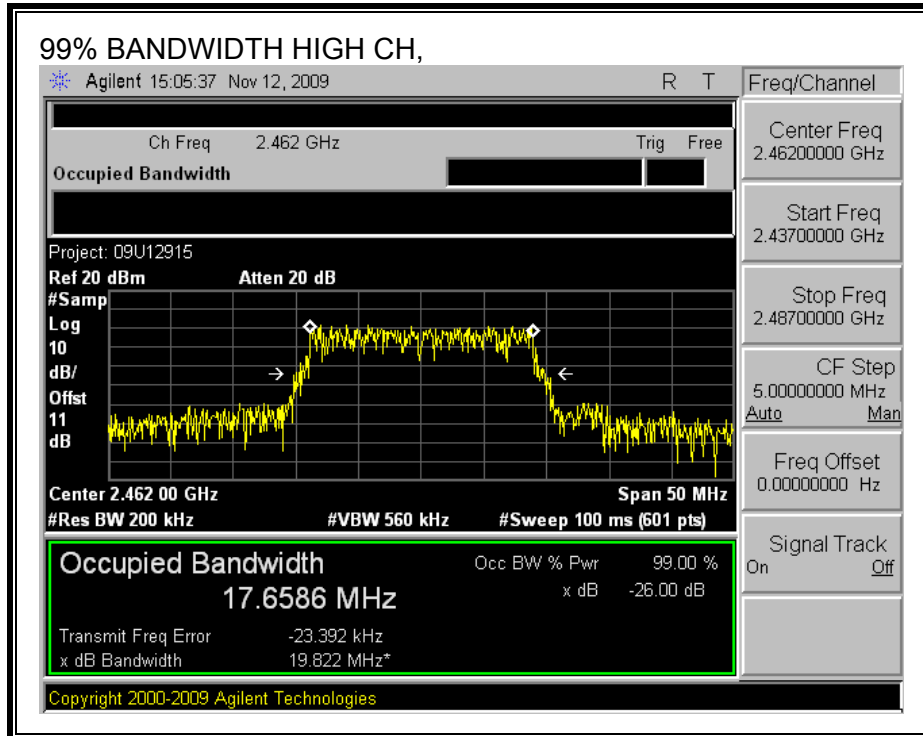 99% BANDWIDTH HIGH CH,
Agilent 15:05:37 Nov 12, 2009 R T
Freq/Channel
Ch Freq 2.462 GHz Trig Free
Occupied Bandwidth
Center Freq
2.46200000 GHz
Start Freq
2.43700000 GHz
Stop Freq
2.48700000 GHz
CF Step
5.00000000 MHz
Auto Man
Freq Offset
0.00000000 Hz
Signal Track
On Off
Project: 09U12915
Ref 20 dBm Atten 20 dB
#Samp
Log
10
dB/
Offst
11
dB
Center 2.462 00 GHz Span 50 MHz
#Res BW 200 kHz #VBW 560 kHz #Sweep 100 ms (601 pts)
Occupied Bandwidth Occ BW % Pwr 99.00 %
17.6586 MHz x dB -26.00 dB
Transmit Freq Error -23.392 kHz
x dB Bandwidth 19.822 MHz*
Copyright 2000-2009 Agilent Technologies